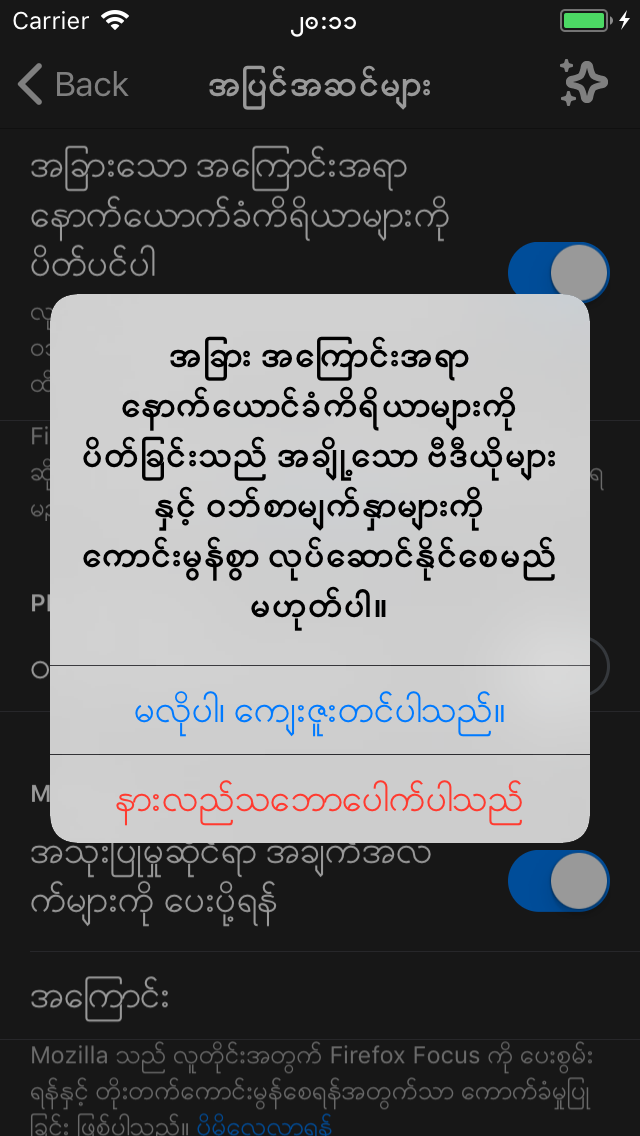 Carrier ၂၀:၁၁
Back အပြင်အဆင်များ
အခြားသော အကြောင်းအရာ
နောက်ယောက်ခံကိရိယာများကို
ပိတ်ပင်ပါ
အခြား အကြောင်းအရာ
နောက်ယောင်ခံကိရိယာများကို
ပိတ်ခြင်းသည် အချို့သော ဗီဒီယိုများ
နှင့် ဝဘ်စာမျက်နှာများကို
ကောင်းမွန်စွာ လုပ်ဆောင်နိုင်စေမည်
မဟုတ်ပါ။
မလိုပါ၊ ကျေးဇူးတင်ပါသည်။
နားလည်သဘောပေါက်ပါသည်
အသုံးပြုမှုဆိုင်ရာ အချက်အလ
က်များကို ပေးပို့ရန်
အကြောင်း
Mozilla သည် လူတိုင်းအတွက် Firefox Focus ကို ပေးစွမ်း
ရန်နှင့် တိုးတက်ကောင်းမွန်စေရန်အတွက်သာ ကောက်ခံမှုပြု
ခြင်း ဖြစ်ပါသည်။ ပိုမိုလေ့လာရန်